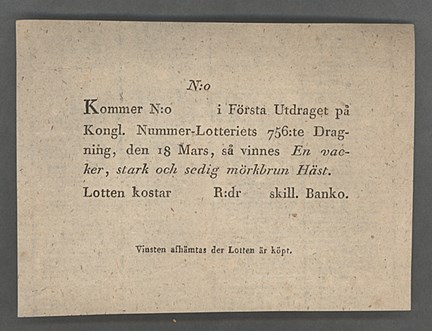 N:o
Kommer N:o i Första Utdraget på
Kongl. Nummer-Lotteriets 756:te Drag-
ning, den 18 Mars, så vinnes En vac-
ker, stark och sedig mörkbrun Häst.
Lotten kostar R:dr skill. Banko.
Vinsten afhämtas der Lotten är köpt.